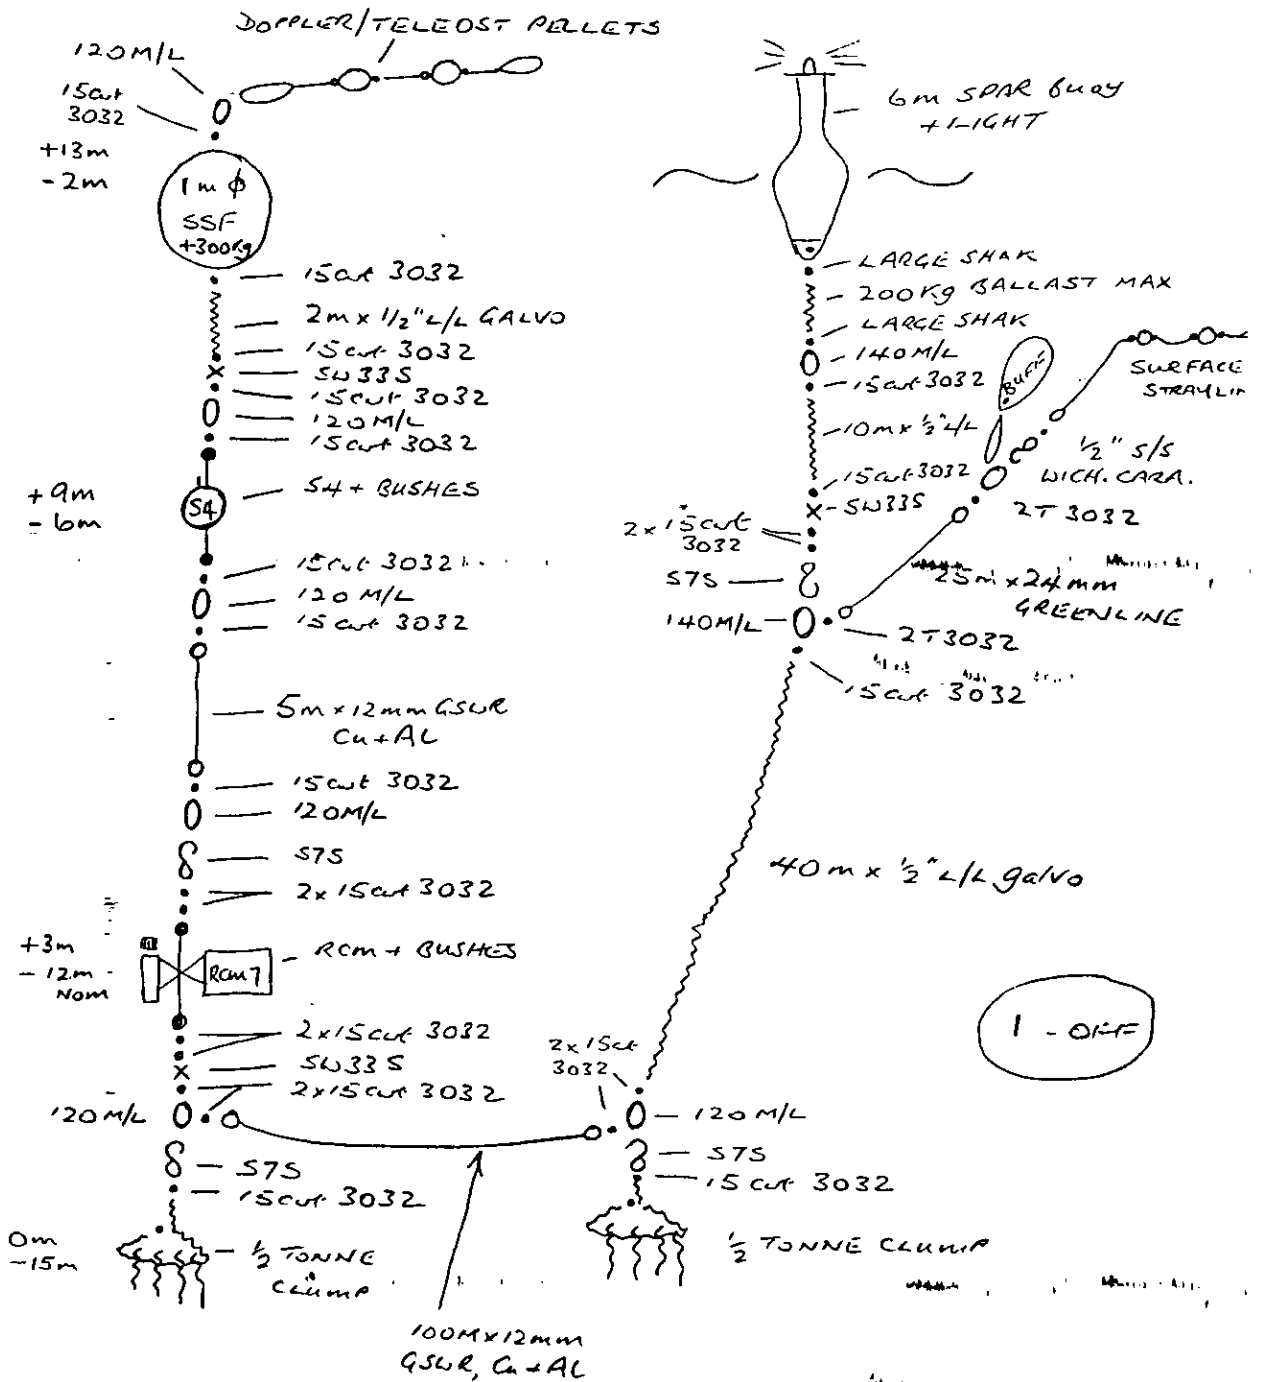 DOPPLER/TELEOST PELLETS
120M/L
15cwt
3032
+13m
-2m
1m ϕ
SSF
+300Kg
15cwt 3032
2m x 1/2" L/L GALVO
15cwt 3032
SW33S
15cwt 3032
120M/L
15cwt 3032
+9m
-6m
S4
S4 + BUSHES
15cwt 3032
120 M/L
15cwt 3032
5m x 12mm GSWR
Cu + AL
15cwt 3032
120M/L
S7S
2x 15cwt 3032
+3m
-12m
NOM
RCM7
RCM + BUSHES
2x15cwt 3032
SW33S
2x15cwt 3032
120M/L
S7S
15cwt 3032
0m
-15m
1/2 TONNE
CLUMP
100M x 12mm
GSWR, Cu + AL
6m SPAR BUOY
+ LIGHT
LARGE SHAK
200Kg BALLAST MAX
LARGE SHAK
140M/L
15cwt 3032
10m x 1/2" L/L
15cwt 3032
SW33S
2x 15cwt
3032
S7S
140M/L
2T 3032
15cwt 3032
BUFF
SURFACE
1/2" S/S
WICH. CARA.
2T 3032
25m x 24mm
GREENLINE
40m x 1/2" L/L galvo
1 - OFF
2x15cwt
3032
120M/L
S7S
15cwt 3032
1/2 TONNE CLUMP